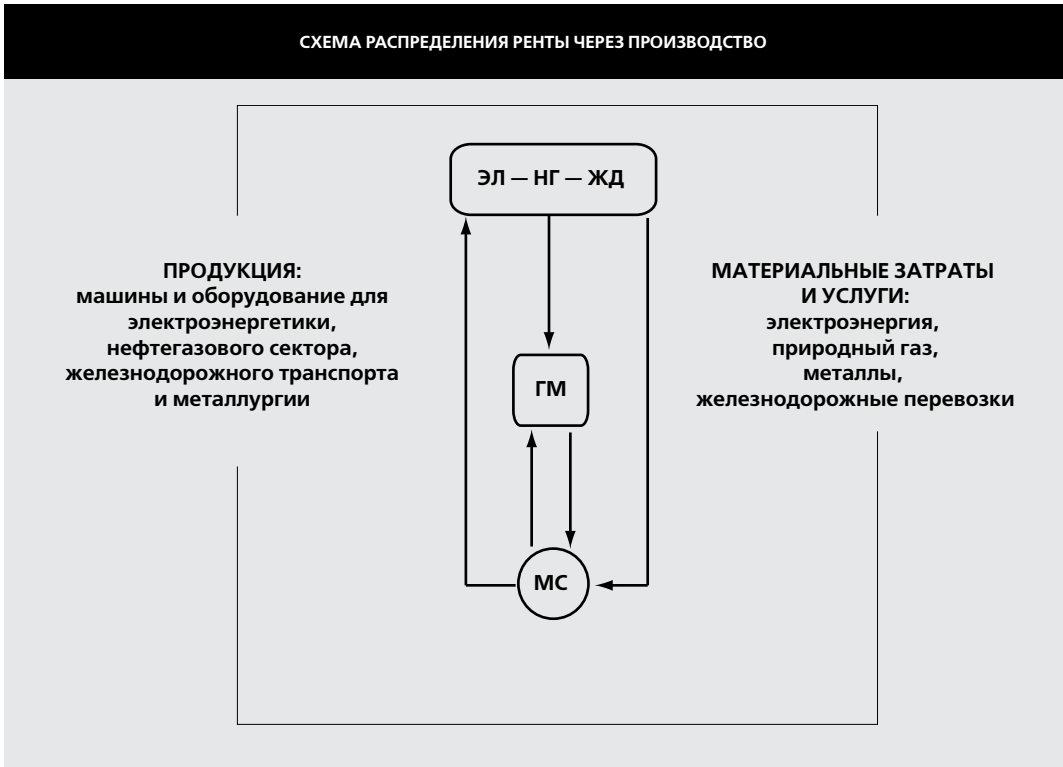 СХЕМА РАСПРЕДЕЛЕНИЯ РЕНТЫ ЧЕРЕЗ ПРОИЗВОДСТВО
ЭЛ — НГ — ЖД
ПРОДУКЦИЯ:
машины и оборудование для
электроэнергетики,
нефтегазового сектора,
железнодорожного транспорта
и металлургии
МАТЕРИАЛЬНЫЕ ЗАТРАТЫ
И УСЛУГИ:
электроэнергия,
природный газ,
металлы,
железнодорожные перевозки
ГМ
МС